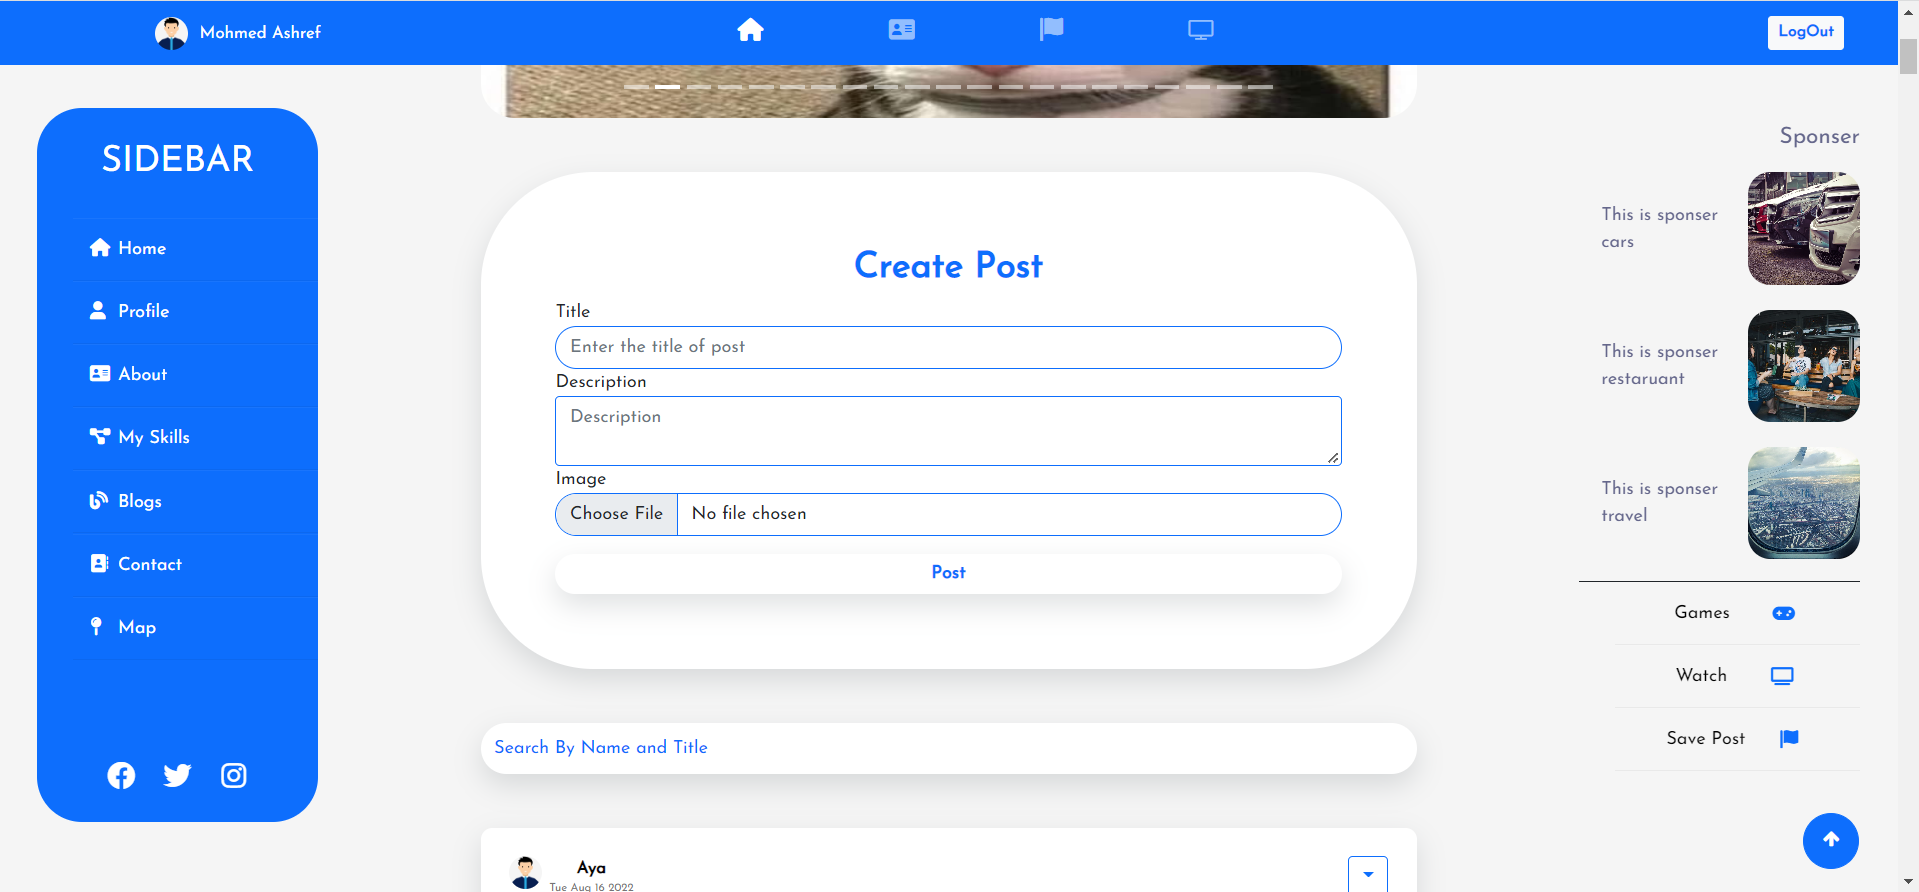 Mohmed Ashref
LogOut
SIDEBAR
Home
Profile
About
My Skills
Blogs
Contact
Map
Create Post
Title
Enter the title of post
Description
Description
Image
Choose File No file chosen
Post
Search By Name and Title
Aya
Tue Aug 16 2022
Sponser
This is sponser
cars
This is sponser
restaruant
This is sponser
travel
Games
Watch
Save Post